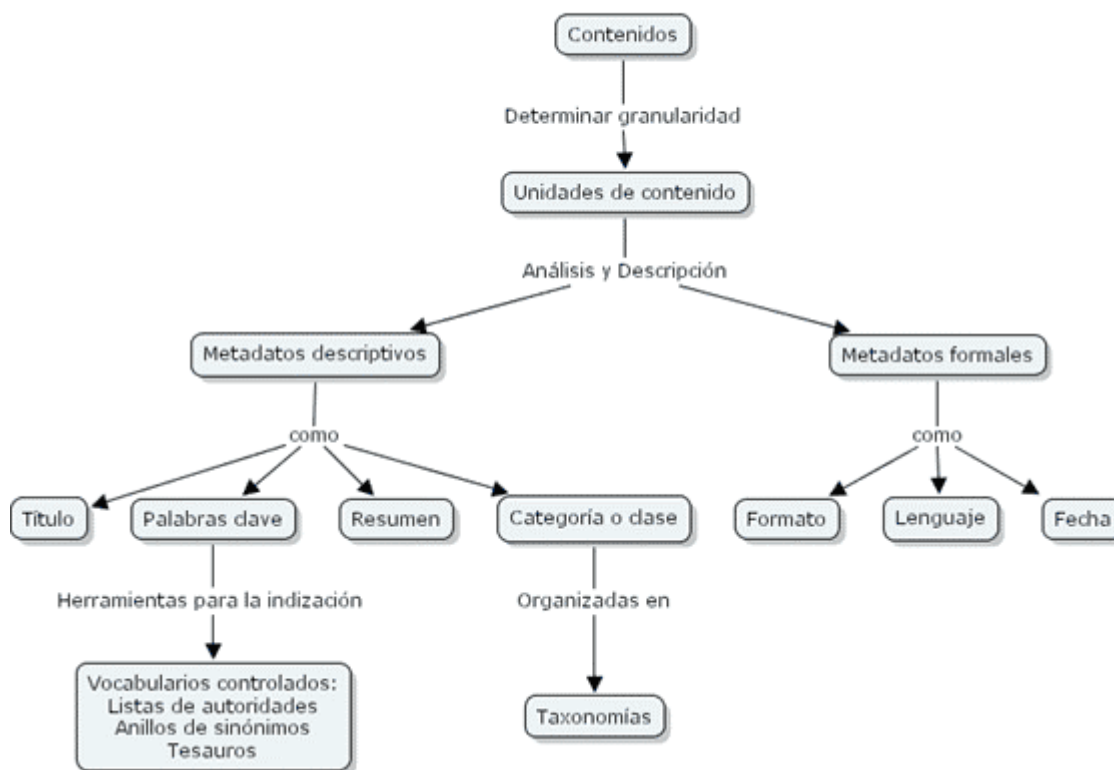 Contenidos
Determinar granularidad
Unidades de contenido
Análisis y Descripción
Metadatos descriptivos
Metadatos formales
como
como
Título
Palabras clave
Resumen
Categoría o clase
Formato
Lenguaje
Fecha
Herramientas para la indización
Organizadas en
Vocabularios controlados:
Listas de autoridades
Anillos de sinónimos
Tesauros
Taxonomías